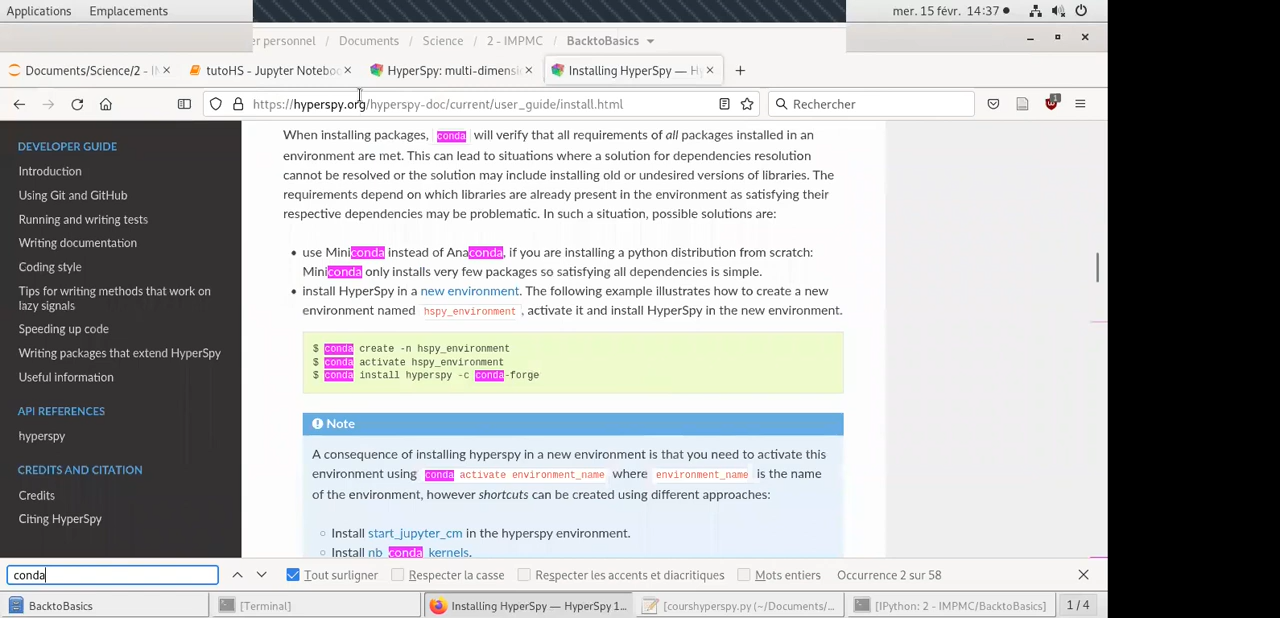 Applications Emplacements mer. 15 févr. 14:37
er personnel Documents Science 2 - IMPMC BacktoBasics
Documents/Science/2 - I tutoHS - Jupyter Noteboo HyperSpy: multi-dimensi Installing HyperSpy — H
https://hyperspy.org/hyperspy-doc/current/user_guide/install.html Rechercher
DEVELOPER GUIDE
Introduction
Using Git and GitHub
Running and writing tests
Writing documentation
Coding style
Tips for writing methods that work on
lazy signals
Speeding up code
Writing packages that extend HyperSpy
Useful information
API REFERENCES
hyperspy
CREDITS AND CITATION
Credits
Citing HyperSpy
When installing packages, conda will verify that all requirements of all packages installed in an
environment are met. This can lead to situations where a solution for dependencies resolution
cannot be resolved or the solution may include installing old or undesired versions of libraries. The
requirements depend on which libraries are already present in the environment as satisfying their
respective dependencies may be problematic. In such a situation, possible solutions are:
use Miniconda instead of Anaconda, if you are installing a python distribution from scratch:
Miniconda only installs very few packages so satisfying all dependencies is simple.
install HyperSpy in a new environment. The following example illustrates how to create a new
environment named hspy_environment, activate it and install HyperSpy in the new environment.
$ conda create -n hspy_environment
$ conda activate hspy_environment
$ conda install hyperspy -c conda-forge
Note
A consequence of installing hyperspy in a new environment is that you need to activate this
environment using conda activate environment_name where environment_name is the name
of the environment, however shortcuts can be created using different approaches:
Install start_jupyter_cm in the hyperspy environment.
Install nb_conda_kernels.
conda Tout surligner Respecter la casse Respecter les accents et diacritiques Mots entiers Occurrence 2 sur 58
BacktoBasics [Terminal] Installing HyperSpy — HyperSpy 1... [courshyperspy.py (~/Documents/... [IPython: 2 - IMPMC/BacktoBasics] 1 / 4